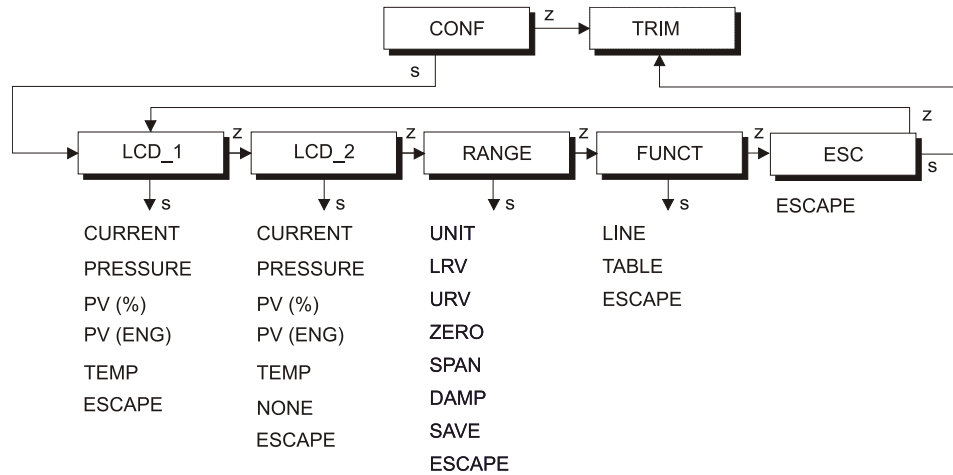 CONF
z
TRIM
s
z
LCD_1
z
LCD_2
z
RANGE
z
FUNCT
z
ESC
s
s
s
s
s
CURRENT
PRESSURE
PV (%)
PV (ENG)
TEMP
ESCAPE
CURRENT
PRESSURE
PV (%)
PV (ENG)
TEMP
NONE
ESCAPE
UNIT
LRV
URV
ZERO
SPAN
DAMP
SAVE
ESCAPE
LINE
TABLE
ESCAPE
ESCAPE